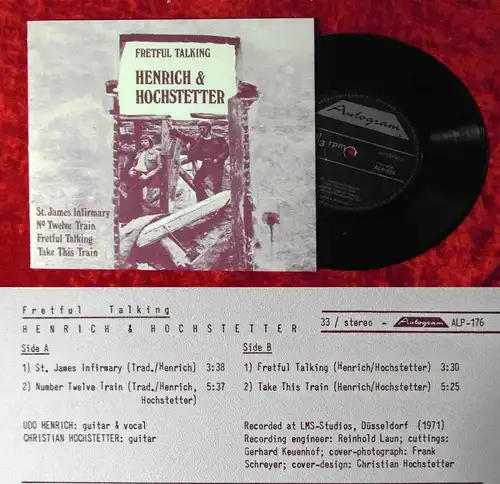 FRETFUL TALKING
HENRICH &
HOCHSTETTER
St. James Infirmary
No Twelve Train
Fretful Talking
Take This Train
Autogram
rpm
Fretful Talking
HENRICH & HOCHSTETTER
33 / stereo - Autogram ALP-176
Side A
1) St. James Infirmary (Trad./Henrich) 3:38
2) Number Twelve Train (Trad./Henrich, 5:37
Hochstetter)
UDO HENRICH: guitar & vocal
CHRISTIAN HOCHSTETTER: guitar
Side B
1) Fretful Talking (Henrich/Hochstetter) 3:30
2) Take This Train (Henrich/Hochstetter) 5:25
Recorded at LMS-Studios, Düsseldorf (1971)
Recording engineer: Reinhold Laun; cuttings:
Gerhard Keuenhof; cover-photograph: Frank
Schreyer; cover-design: Christian Hochstetter